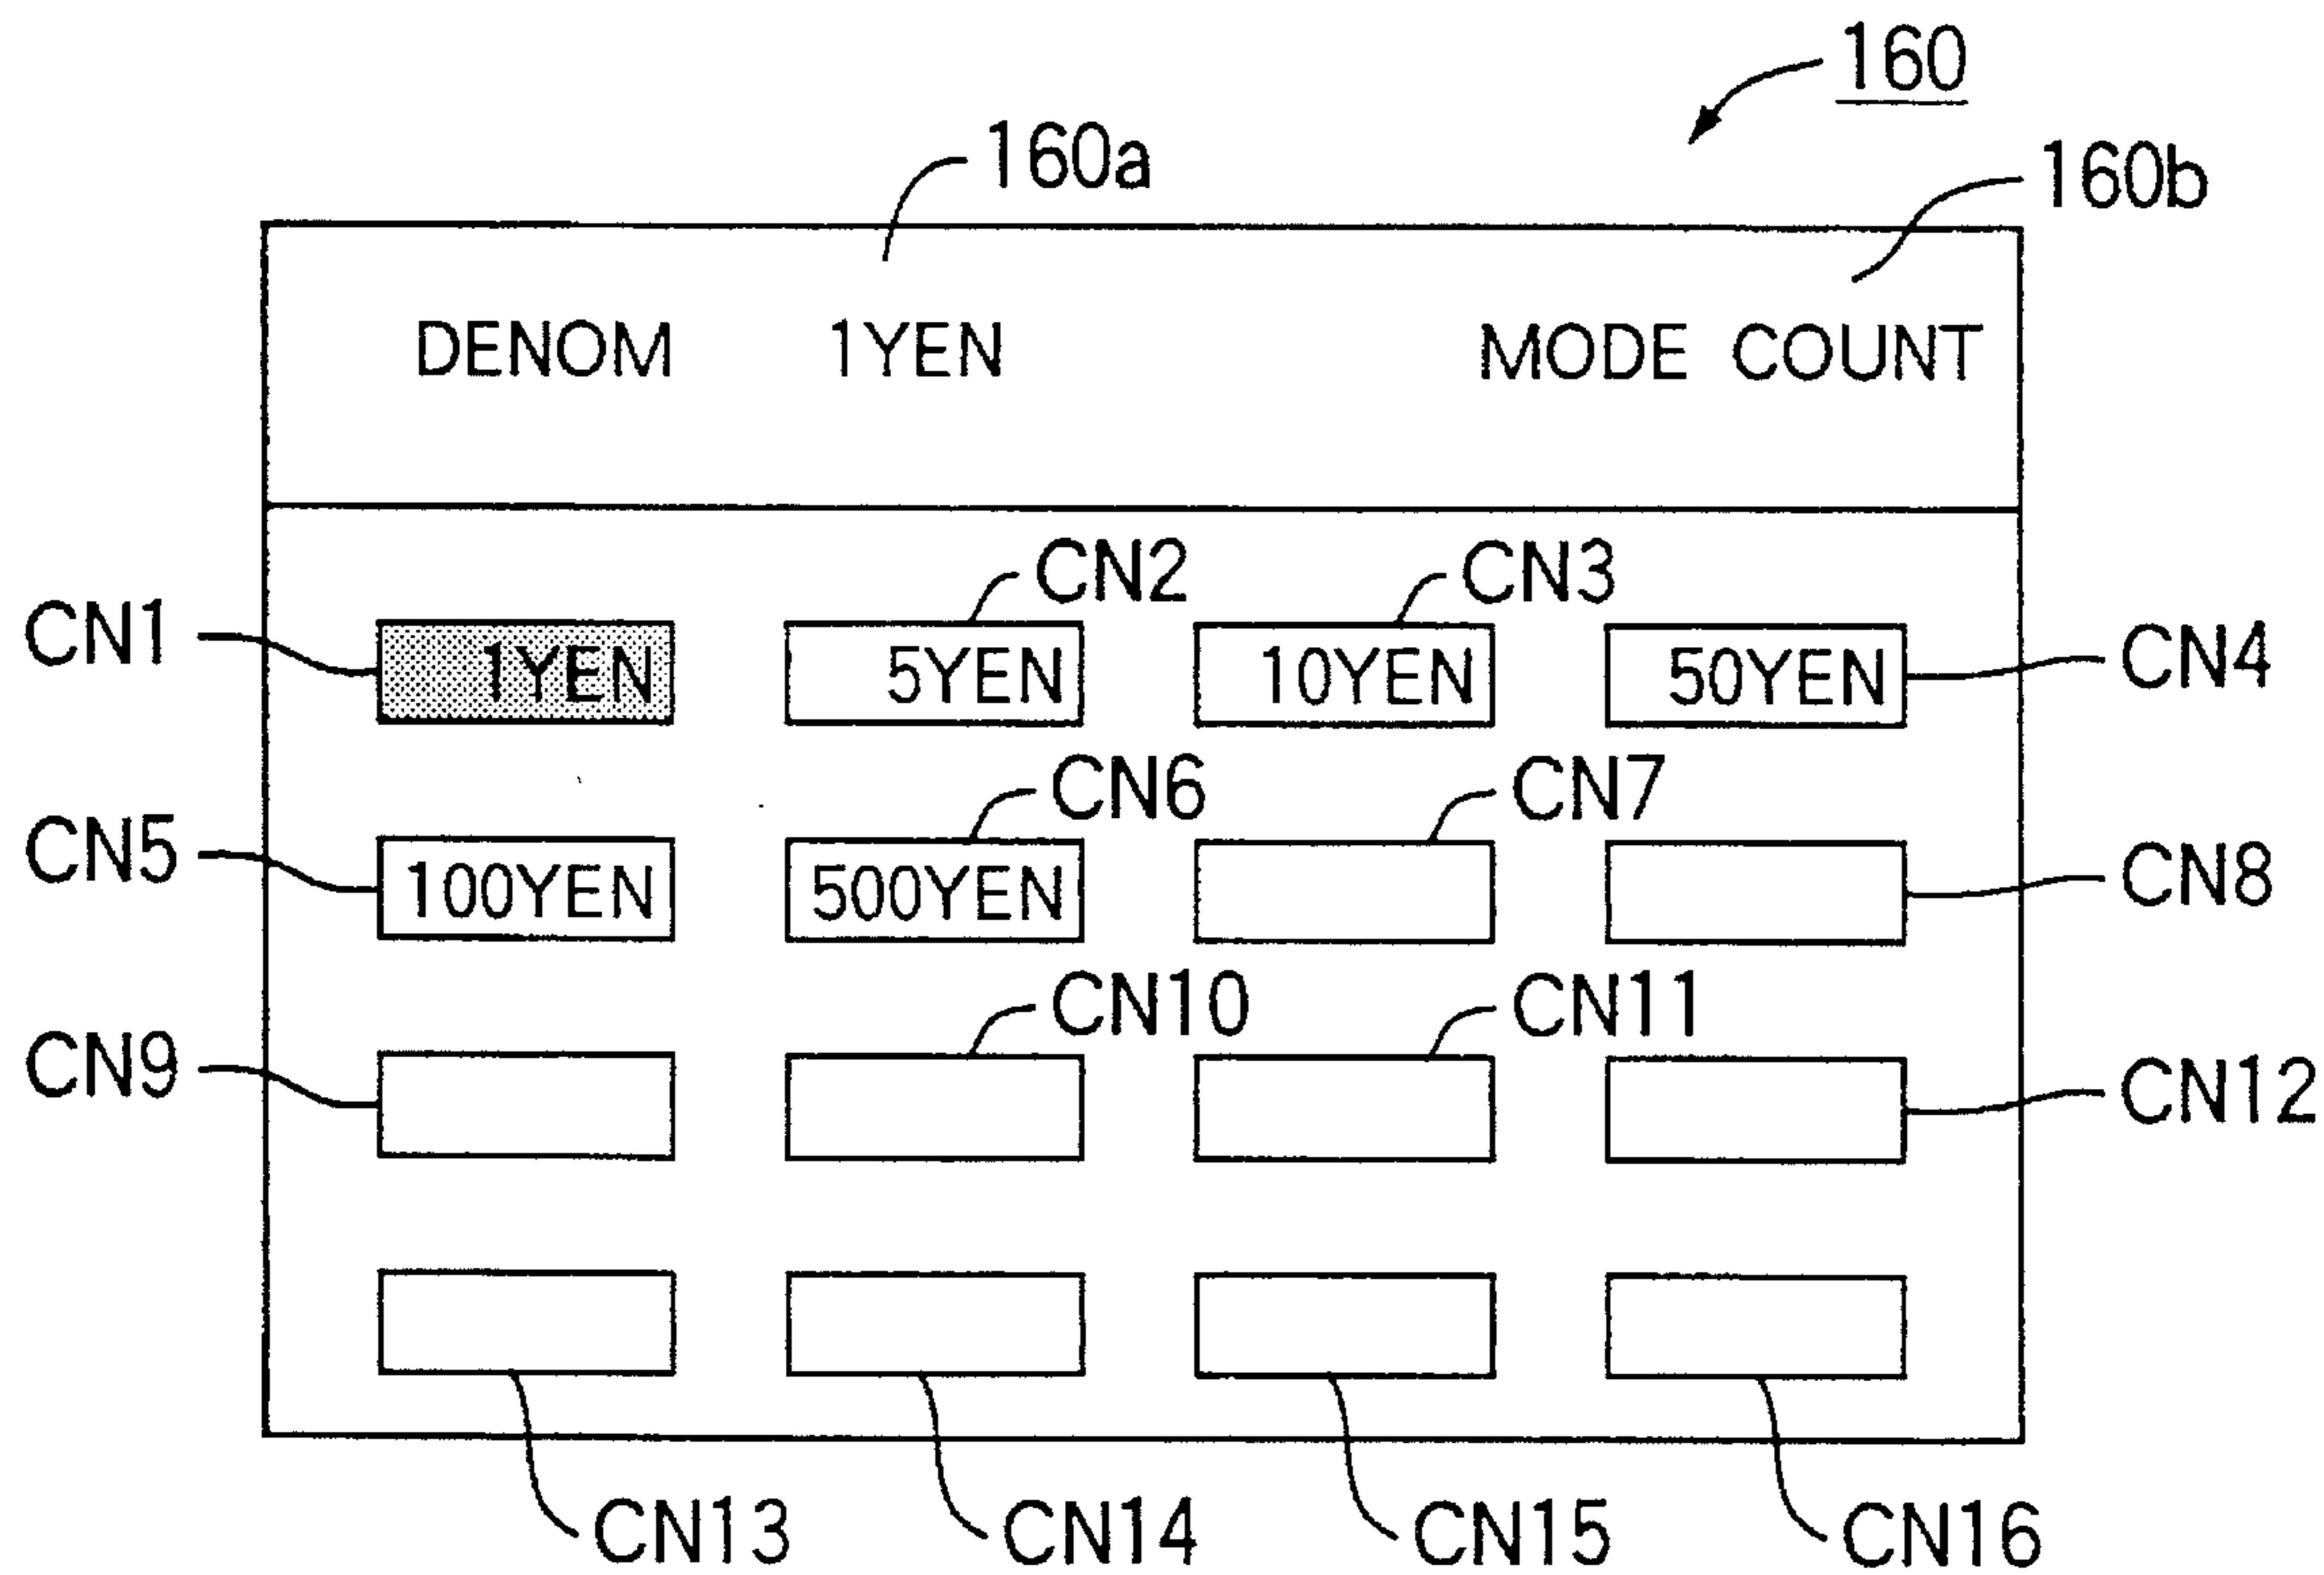 160
160a
160b
DENOM 1YEN MODE COUNT
CN2 CN3
CN1 1YEN 5YEN 10YEN 50YEN CN4
CN6 CN7
CN5 100YEN 500YEN CN8
CN10 CN11
CN9 CN12
CN13 CN14 CN15 CN16